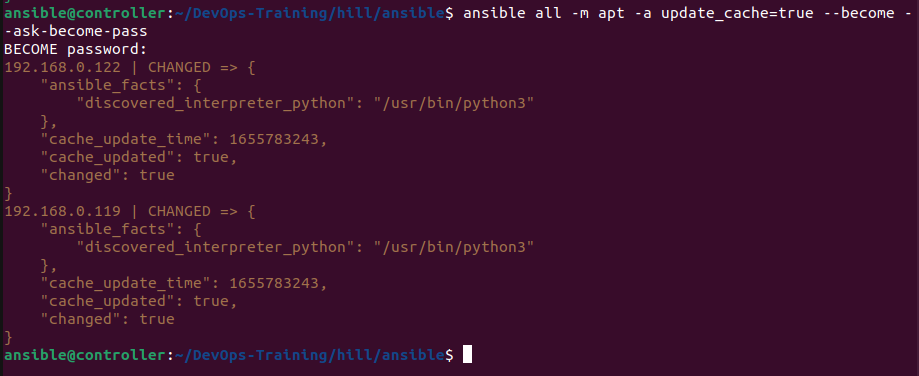 ansible@controller:~/DevOps-Training/hill/ansible$ ansible all -m apt -a update_cache=true --become -
-ask-become-pass
BECOME password:
192.168.0.122 | CHANGED => {
    "ansible_facts": {
        "discovered_interpreter_python": "/usr/bin/python3"
    },
    "cache_update_time": 1655783243,
    "cache_updated": true,
    "changed": true
}
192.168.0.119 | CHANGED => {
    "ansible_facts": {
        "discovered_interpreter_python": "/usr/bin/python3"
    },
    "cache_update_time": 1655783243,
    "cache_updated": true,
    "changed": true
}
ansible@controller:~/DevOps-Training/hill/ansible$